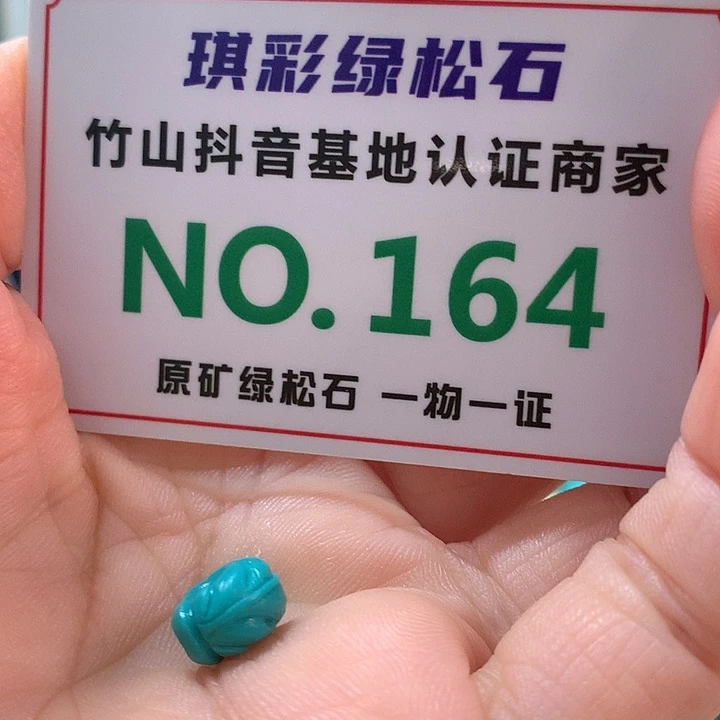 琪彩绿松石
竹山抖音基地认证商家
NO.164
原矿绿松石 一物一证